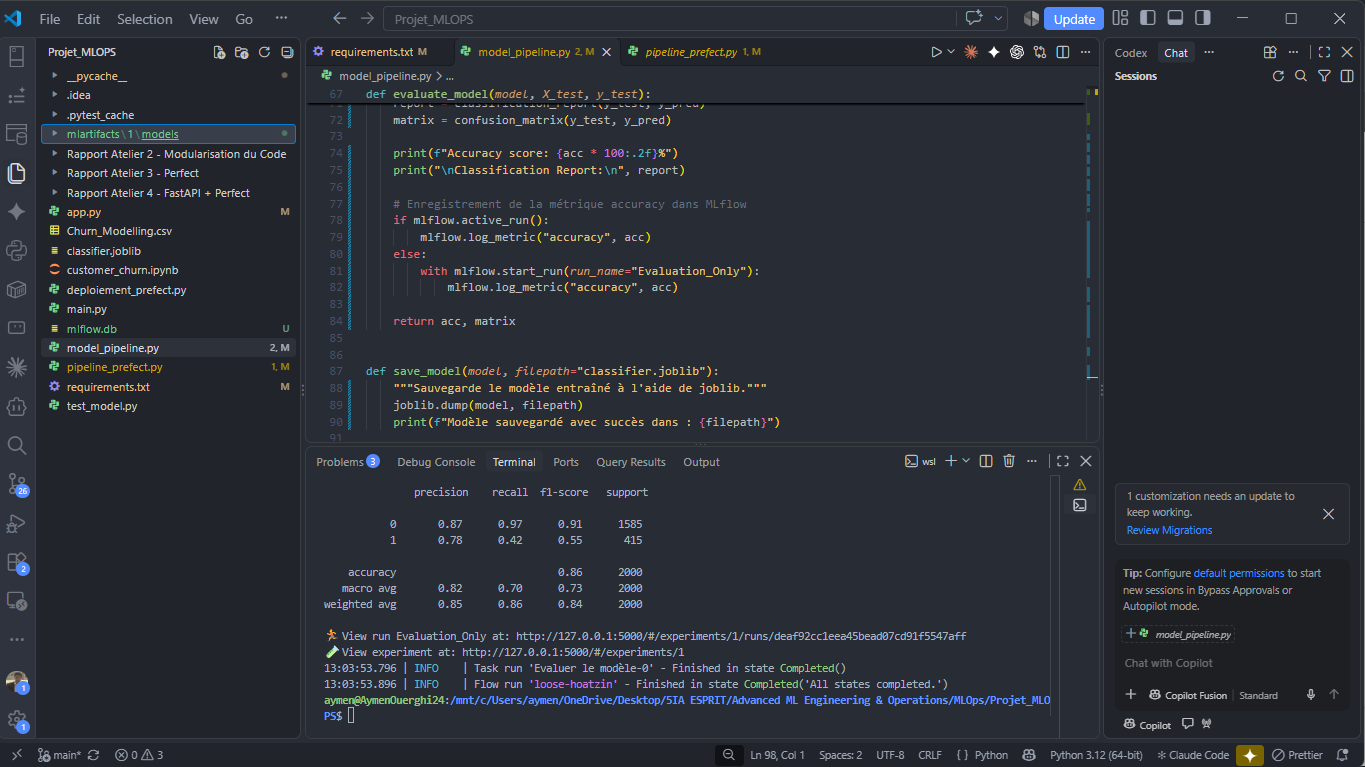 File Edit Selection View Go ··· Projet_MLOPS Update
Projet_MLOPS
__pycache__
.idea
.pytest_cache
mlartifacts\1\models
Rapport Atelier 2 - Modularisation du Code
Rapport Atelier 3 - Perfect
Rapport Atelier 4 - FastAPI + Perfect
app.py M
Churn_Modelling.csv
classifier.joblib
customer_churn.ipynb
deploiement_prefect.py
main.py
mlflow.db U
model_pipeline.py 2, M
pipeline_prefect.py 1, M
requirements.txt M
test_model.py
26
2
1
1
requirements.txt M model_pipeline.py 2, M pipeline_prefect.py 1, M
model_pipeline.py > ...
67 def evaluate_model(model, X_test, y_test):
71 report = classification_report(y_test, y_pred)
72 matrix = confusion_matrix(y_test, y_pred)
73
74 print(f"Accuracy score: {acc * 100:.2f}%")
75 print("\nClassification Report:\n", report)
76
77 # Enregistrement de la métrique accuracy dans MLflow
78 if mlflow.active_run():
79 mlflow.log_metric("accuracy", acc)
80 else:
81 with mlflow.start_run(run_name="Evaluation_Only"):
82 mlflow.log_metric("accuracy", acc)
83
84 return acc, matrix
85
86
87 def save_model(model, filepath="classifier.joblib"):
88 """Sauvegarde le modèle entraîné à l'aide de joblib."""
89 joblib.dump(model, filepath)
90 print(f"Modèle sauvegardé avec succès dans : {filepath}")
91
Problems 3 Debug Console Terminal Ports Query Results Output wsl
precision recall f1-score support
0 0.87 0.97 0.91 1585
1 0.78 0.42 0.55 415
accuracy 0.86 2000
macro avg 0.82 0.70 0.73 2000
weighted avg 0.85 0.86 0.84 2000
View run Evaluation_Only at: http://127.0.0.1:5000/#/experiments/1/runs/deaf92cc1eea45bead07cd91f5547aff
View experiment at: http://127.0.0.1:5000/#/experiments/1
13:03:53.796 | INFO | Task run 'Evaluer le modèle-0' - Finished in state Completed()
13:03:53.896 | INFO | Flow run 'loose-hoatzin' - Finished in state Completed('All states completed.')
aymen@AymenOuerghi24:/mnt/c/Users/aymen/OneDrive/Desktop/5IA ESPRIT/Advanced ML Engineering & Operations/MLOps/Projet_MLO
PS$
Codex Chat ···
Sessions
1 customization needs an update to
keep working.
Review Migrations
Tip: Configure default permissions to start
new sessions in Bypass Approvals or
Autopilot mode.
model_pipeline.py
Chat with Copilot
Copilot Fusion | Standard
Copilot
main* 0 3 Ln 98, Col 1 Spaces: 2 UTF-8 CRLF { } Python Python 3.12 (64-bit) Claude Code Prettier